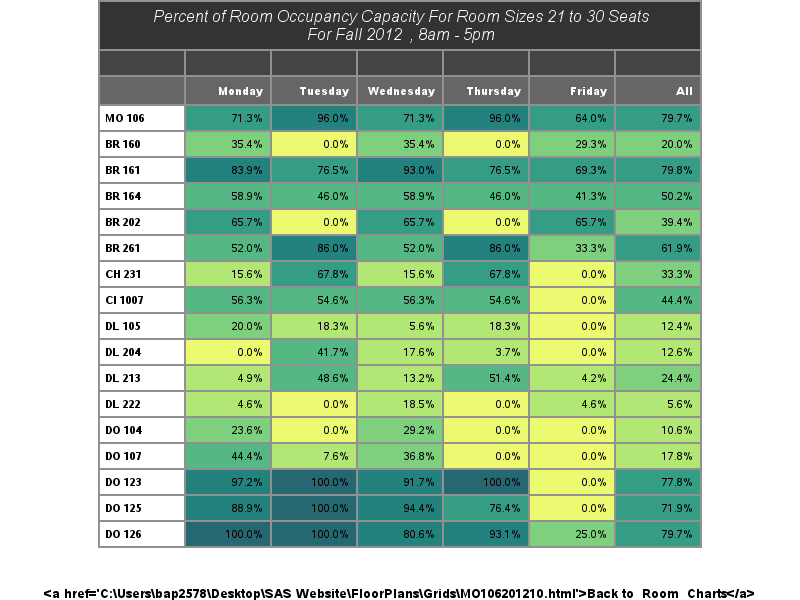 Percent of Room Occupancy Capacity For Room Sizes 21 to 30 Seats
For Fall 2012 , 8am - 5pm
Monday Tuesday Wednesday Thursday Friday All
MO 106 71.3% 96.0% 71.3% 96.0% 64.0% 79.7%
BR 160 35.4% 0.0% 35.4% 0.0% 29.3% 20.0%
BR 161 83.9% 76.5% 93.0% 76.5% 69.3% 79.8%
BR 164 58.9% 46.0% 58.9% 46.0% 41.3% 50.2%
BR 202 65.7% 0.0% 65.7% 0.0% 65.7% 39.4%
BR 261 52.0% 86.0% 52.0% 86.0% 33.3% 61.9%
CH 231 15.6% 67.8% 15.6% 67.8% 0.0% 33.3%
CI 1007 56.3% 54.6% 56.3% 54.6% 0.0% 44.4%
DL 105 20.0% 18.3% 5.6% 18.3% 0.0% 12.4%
DL 204 0.0% 41.7% 17.6% 3.7% 0.0% 12.6%
DL 213 4.9% 48.6% 13.2% 51.4% 4.2% 24.4%
DL 222 4.6% 0.0% 18.5% 0.0% 4.6% 5.6%
DO 104 23.6% 0.0% 29.2% 0.0% 0.0% 10.6%
DO 107 44.4% 7.6% 36.8% 0.0% 0.0% 17.8%
DO 123 97.2% 100.0% 91.7% 100.0% 0.0% 77.8%
DO 125 88.9% 100.0% 94.4% 76.4% 0.0% 71.9%
DO 126 100.0% 100.0% 80.6% 93.1% 25.0% 79.7%
<a href='C:\Users\bap2578\Desktop\SAS Website\FloorPlans\Grids\MO106201210.html'>Back to Room Charts</a>